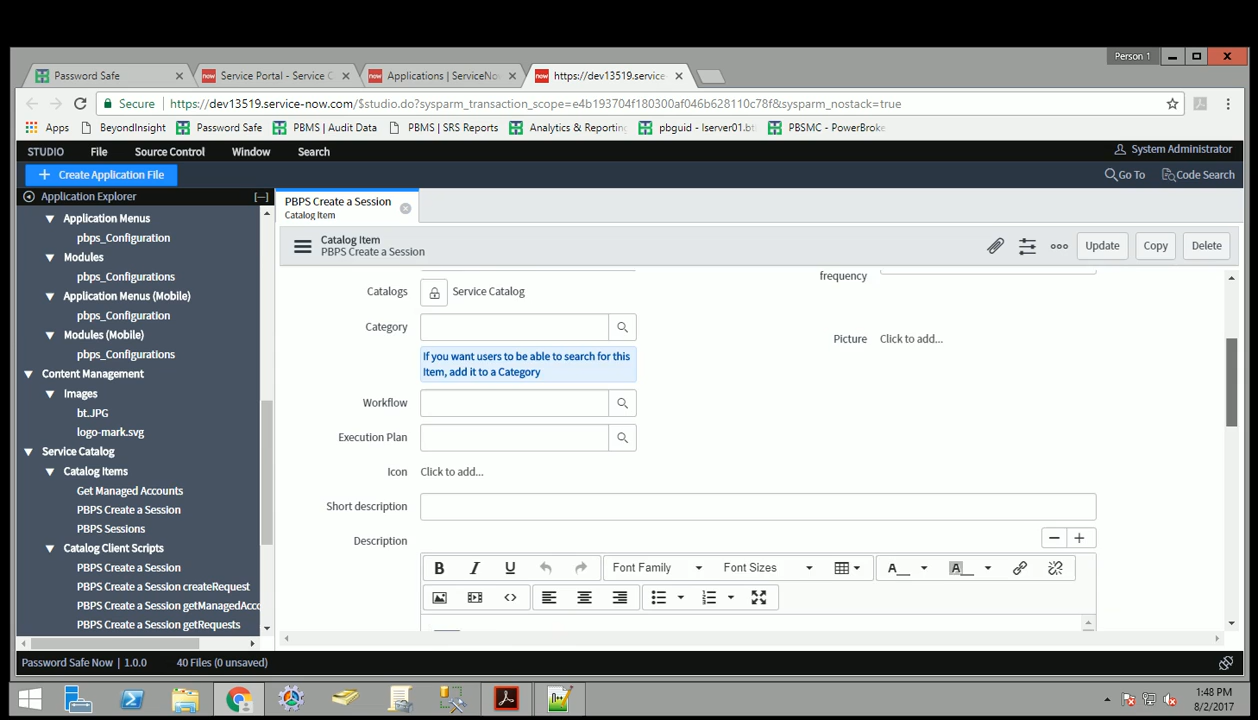 Person 1
Password Safe
Service Portal - Service C
Applications | ServiceNo
https://dev13519.service-
Secure
https://dev13519.service-now.com/$studio.do?sysparm_transaction_scope=e4b193704f180300af046b628110c78f&sysparm_nostack=true
Apps
BeyondInsight
Password Safe
PBMS | Audit Data
PBMS | SRS Reports
Analytics & Reporting
pbguid - lserver01.bt
PBSMC - PowerBroke
STUDIO
File
Source Control
Window
Search
System Administrator
+ Create Application File
Go To
Code Search
Application Explorer
[—]
PBPS Create a Session
Catalog Item
Application Menus
pbps_Configuration
Modules
pbps_Configurations
Application Menus (Mobile)
pbps_Configuration
Modules (Mobile)
pbps_Configurations
Content Management
Images
bt.JPG
logo-mark.svg
Service Catalog
Catalog Items
Get Managed Accounts
PBPS Create a Session
PBPS Sessions
Catalog Client Scripts
PBPS Create a Session
PBPS Create a Session createRequest
PBPS Create a Session getManagedAcco
PBPS Create a Session getRequests
Catalog Item
PBPS Create a Session
Update
Copy
Delete
frequency
Catalogs
Service Catalog
Category
If you want users to be able to search for this
Item, add it to a Category
Picture
Click to add...
Workflow
Execution Plan
Icon
Click to add...
Short description
Description
B I U
Font Family
Font Sizes
A
A
Password Safe Now | 1.0.0
40 Files (0 unsaved)
1:48 PM
8/2/2017